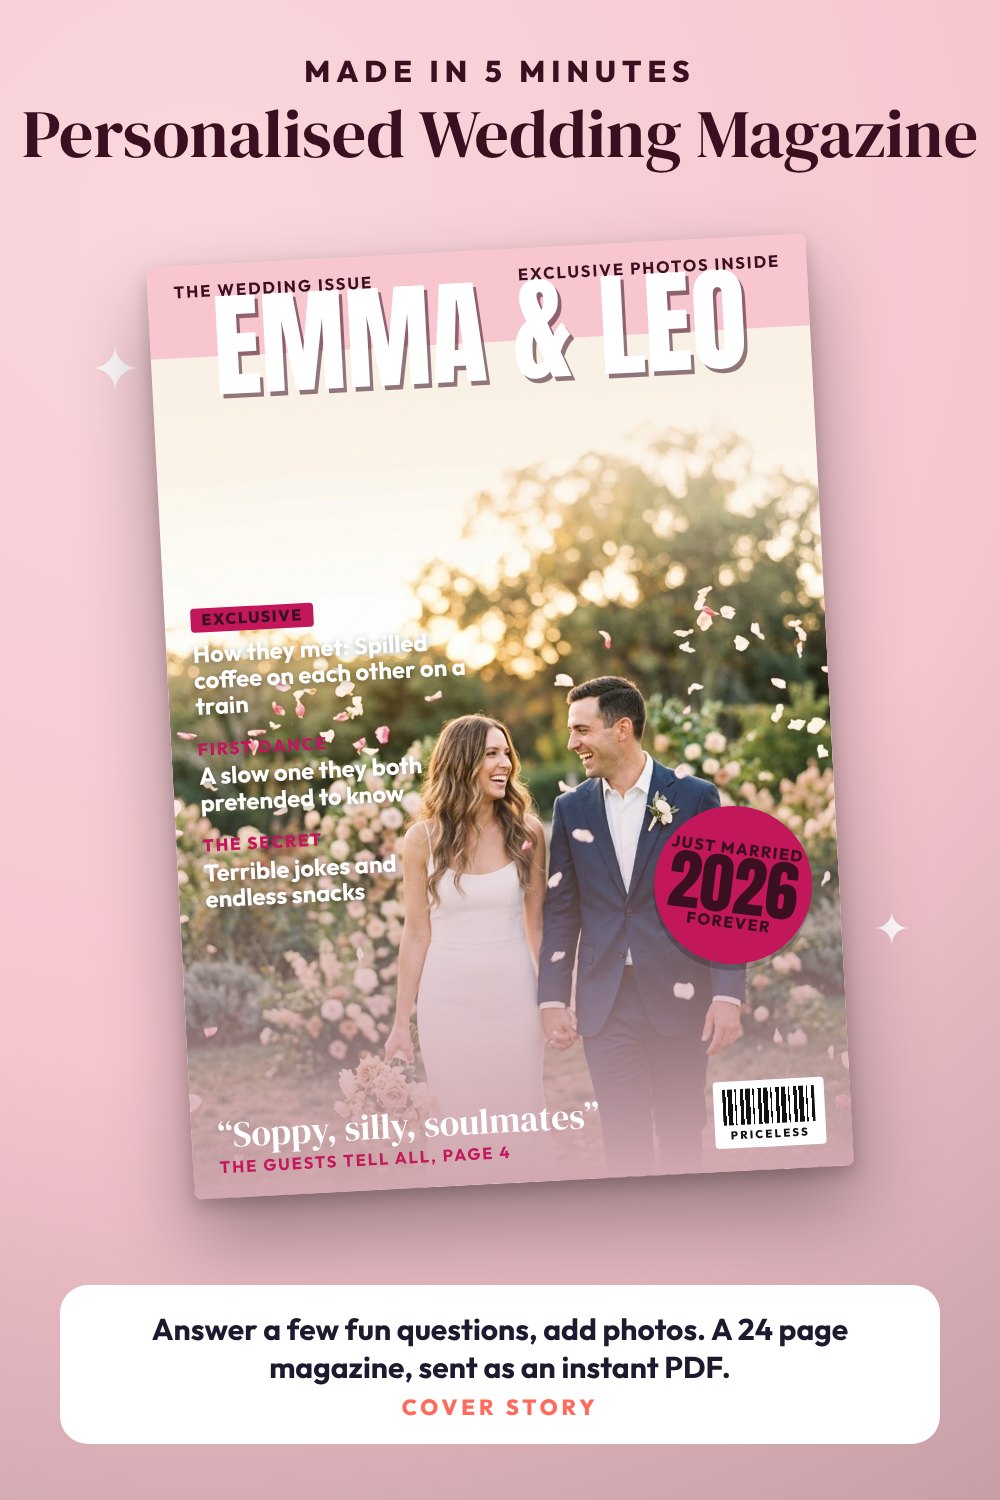 MADE IN 5 MINUTES
Personalised Wedding Magazine
THE WEDDING ISSUE
EXCLUSIVE PHOTOS INSIDE
EMMA & LEO
EXCLUSIVE
How they met: Spilled
coffee on each other on a
train
FIRST DANCE
A slow one they both
pretended to know
THE SECRET
Terrible jokes and
endless snacks
JUST MARRIED
2026
FOREVER
“Soppy, silly, soulmates”
THE GUESTS TELL ALL, PAGE 4
PRICELESS
Answer a few fun questions, add photos. A 24 page
magazine, sent as an instant PDF.
COVER STORY